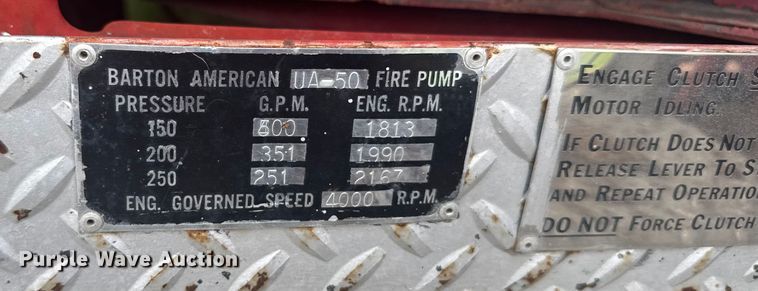 BARTON AMERICAN UA-50 FIRE PUMP
PRESSURE G.P.M. ENG. R.P.M.
150 500 1813
200 351 1990
250 251 2167
ENG. GOVERNED SPEED 4000 R.P.M.
ENGAGE CLUTCH
MOTOR IDLING.
IF CLUTCH DOES NOT
RELEASE LEVER TO
AND REPEAT OPERATION
DO NOT FORCE CLUTCH
Purple Wave Auction